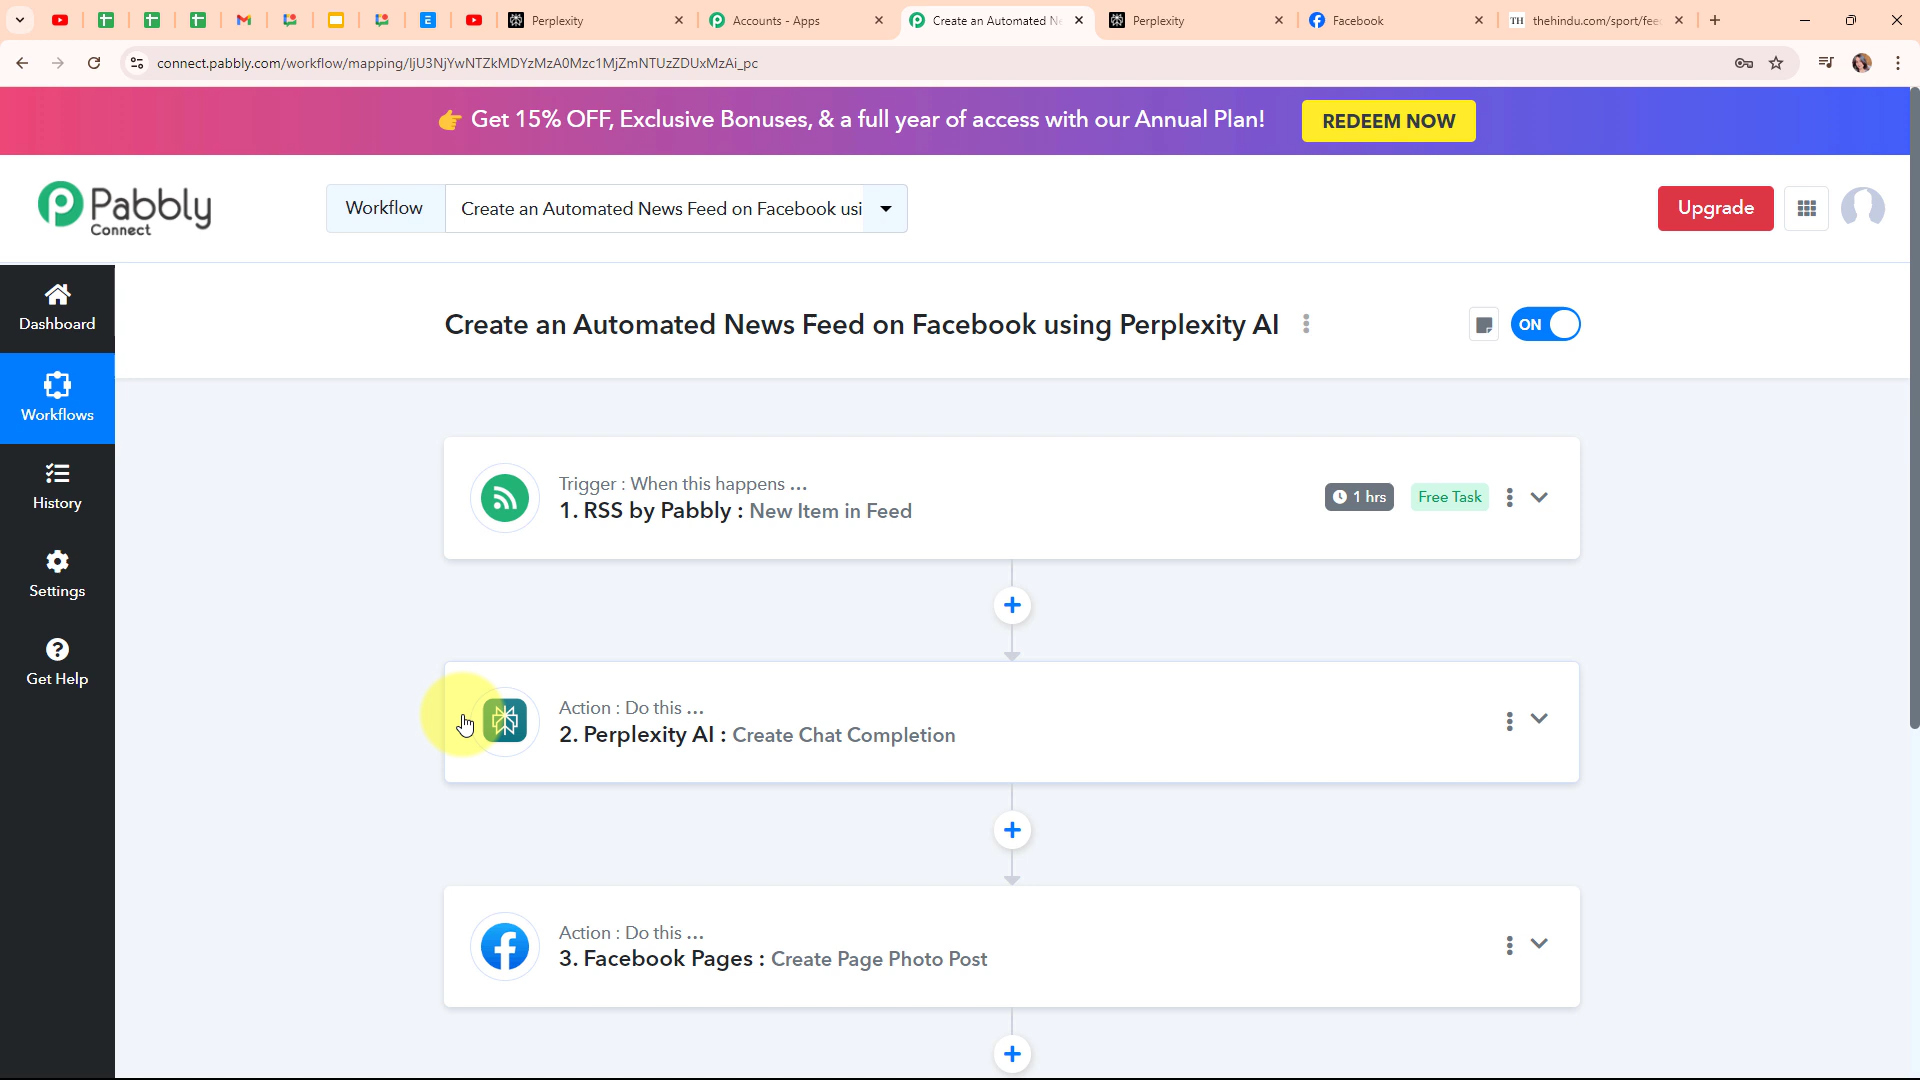 Perplexity
Accounts - Apps
Create an Automated Ne
Perplexity
Facebook
TH thehindu.com/sport/fee
connect.pabbly.com/workflow/mapping/IjU3NjYwNTZkMDYzMzA0Mzc1MjZmNTUzZDUxMzAi_pc
👉 Get 15% OFF, Exclusive Bonuses, & a full year of access with our Annual Plan!
REDEEM NOW
Pabbly
Connect
Workflow
Create an Automated News Feed on Facebook usi
Upgrade
Dashboard
Workflows
History
Settings
Get Help
Create an Automated News Feed on Facebook using Perplexity AI
ON
Trigger : When this happens ...
1. RSS by Pabbly : New Item in Feed
1 hrs
Free Task
Action : Do this ...
2. Perplexity AI : Create Chat Completion
Action : Do this ...
3. Facebook Pages : Create Page Photo Post